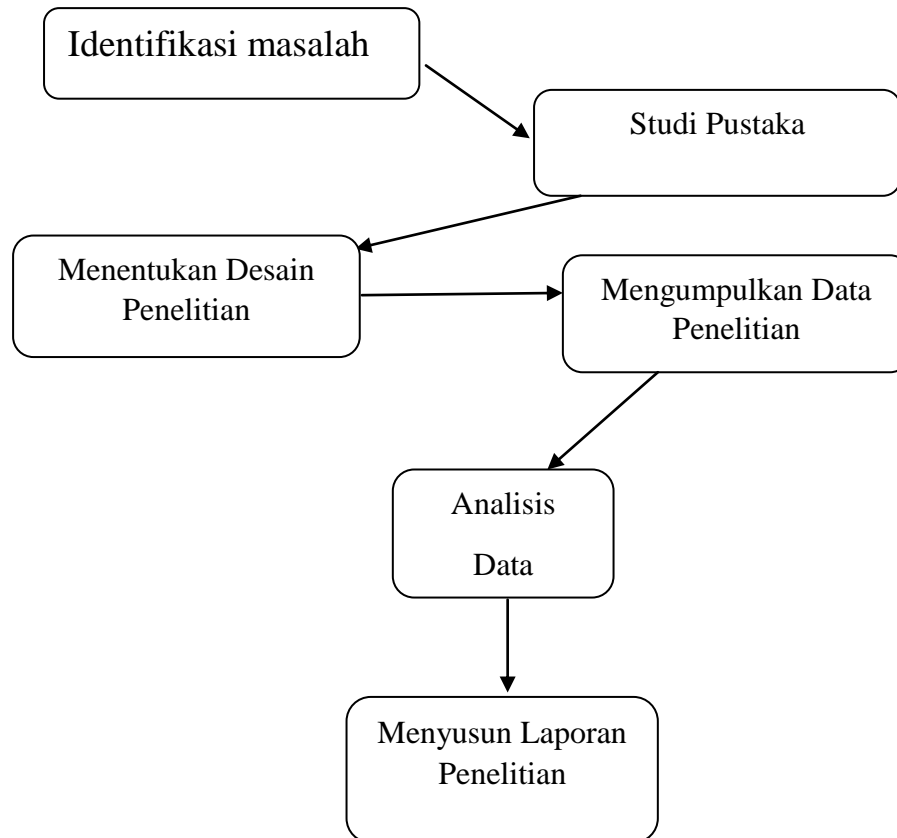 Identifikasi masalah
Studi Pustaka
Menentukan Desain
Penelitian
Mengumpulkan Data
Penelitian
Analisis
Data
Menyusun Laporan
Penelitian